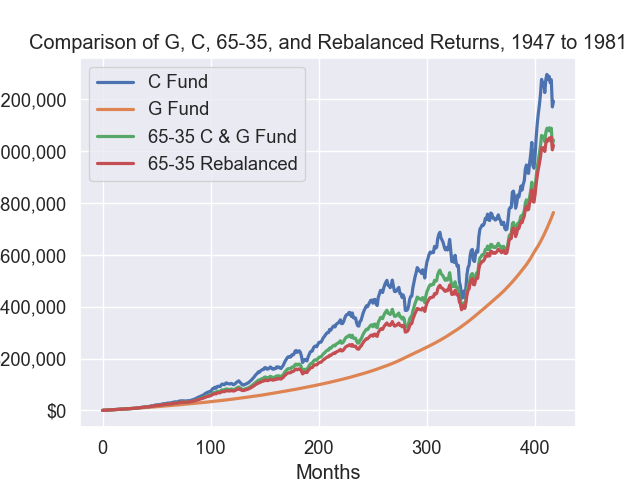 Comparison of G, C, 65-35, and Rebalanced Returns, 1947 to 1981
C Fund
G Fund
65-35 C & G Fund
65-35 Rebalanced
200,000
000,000
800,000
600,000
400,000
200,000
$0
0 100 200 300 400
Months